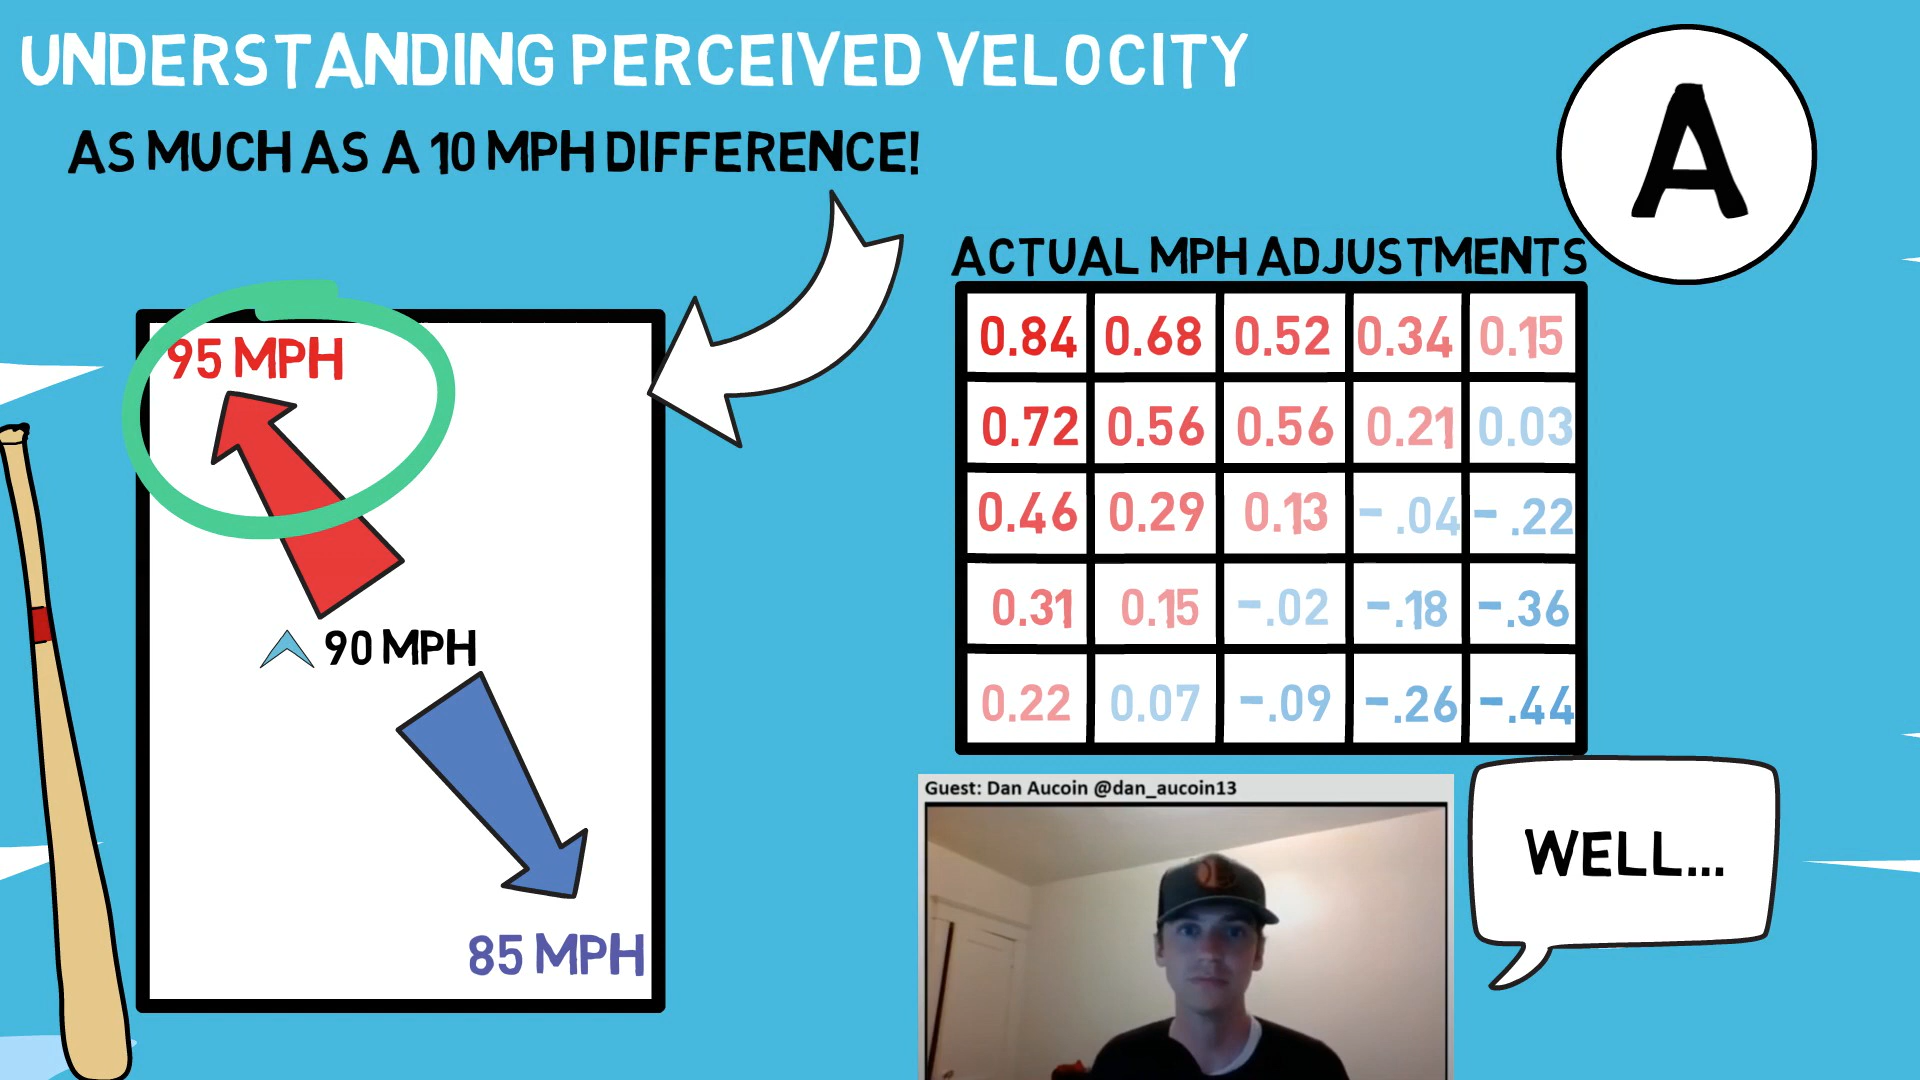 UNDERSTANDING PERCEIVED VELOCITY
AS MUCH AS A 10 MPH DIFFERENCE!
A
95 MPH
90 MPH
85 MPH
ACTUAL MPH ADJUSTMENTS
0.84 0.68 0.52 0.34 0.15
0.72 0.56 0.56 0.21 0.03
0.46 0.29 0.13 -.04 -.22
0.31 0.15 -.02 -.18 -.36
0.22 0.07 -.09 -.26 -.44
Guest: Dan Aucoin @dan_aucoin13
WELL...